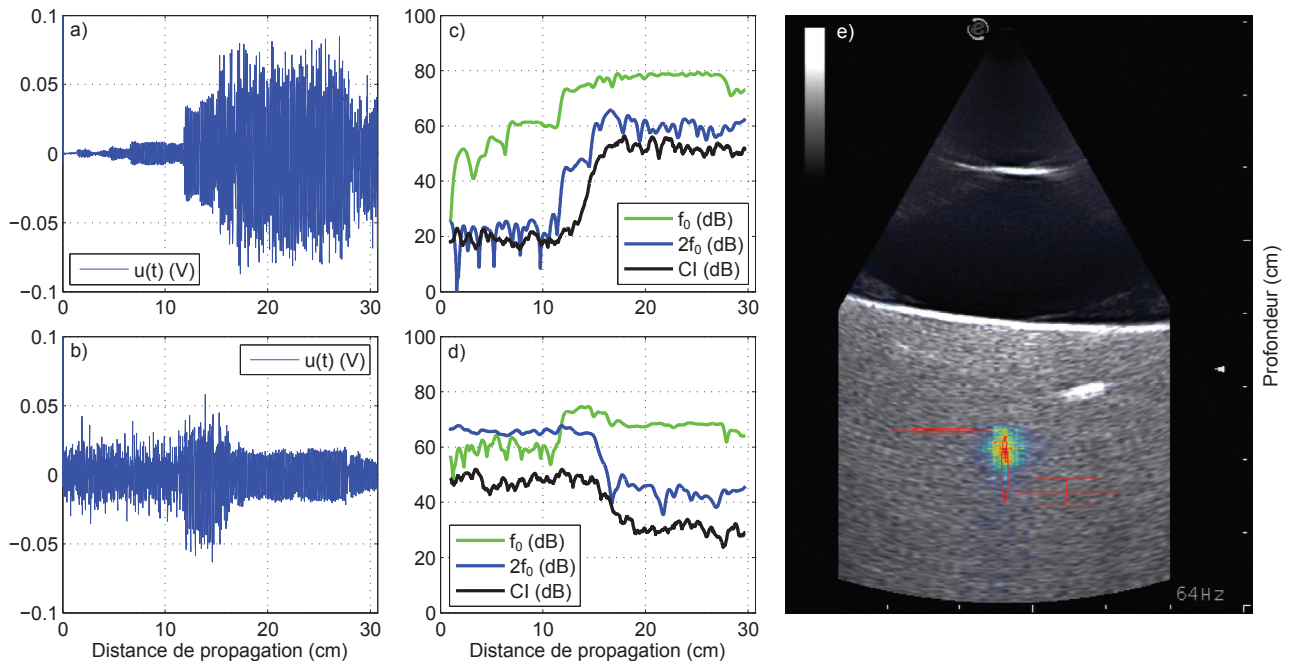 a)
0.1
0.05
0
−0.05
−0.1
u(t) (V)
0 10 20 30
b)
0.1
0.05
0
−0.05
−0.1
u(t) (V)
0 10 20 30
Distance de propagation (cm)
c)
100
80
60
40
20
0
f0 (dB)
2f0 (dB)
CI (dB)
0 10 20 30
d)
100
80
60
40
20
0
f0 (dB)
2f0 (dB)
CI (dB)
0 10 20 30
Distance de propagation (cm)
e)
e
64Hz
Profondeur (cm)